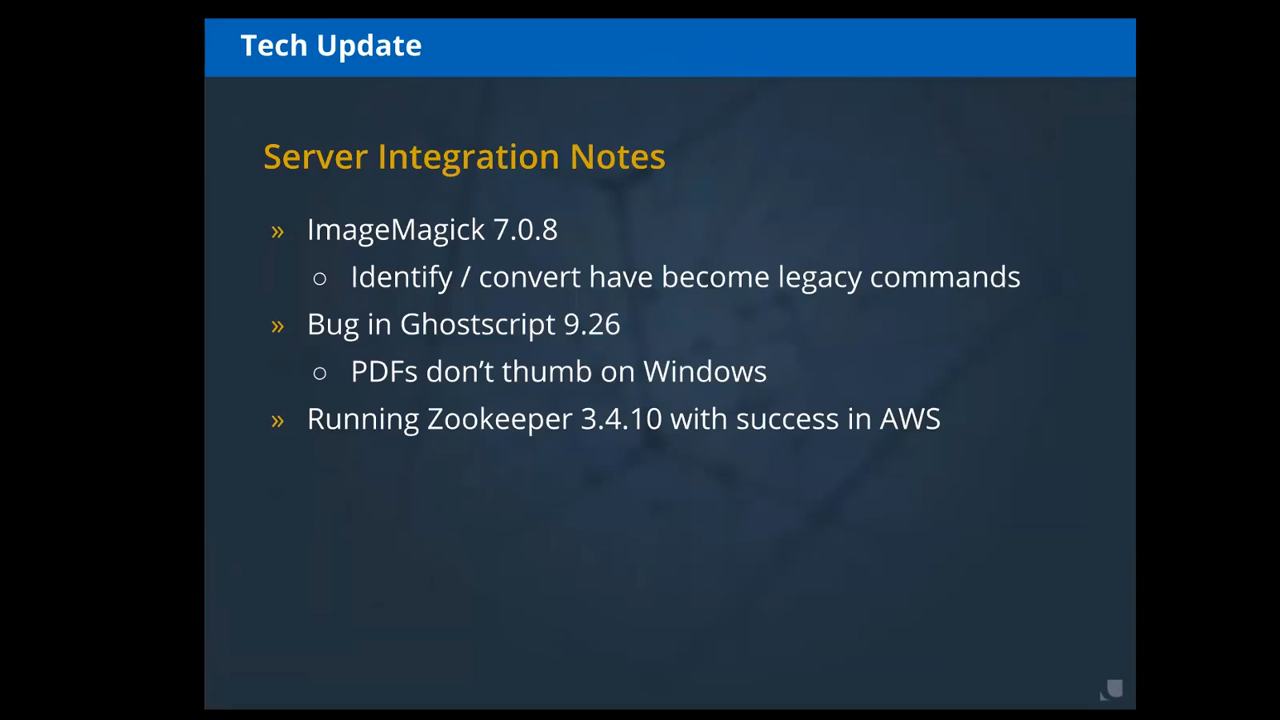 Tech Update
Server Integration Notes
» ImageMagick 7.0.8
○ Identify / convert have become legacy commands
» Bug in Ghostscript 9.26
○ PDFs don’t thumb on Windows
» Running Zookeeper 3.4.10 with success in AWS